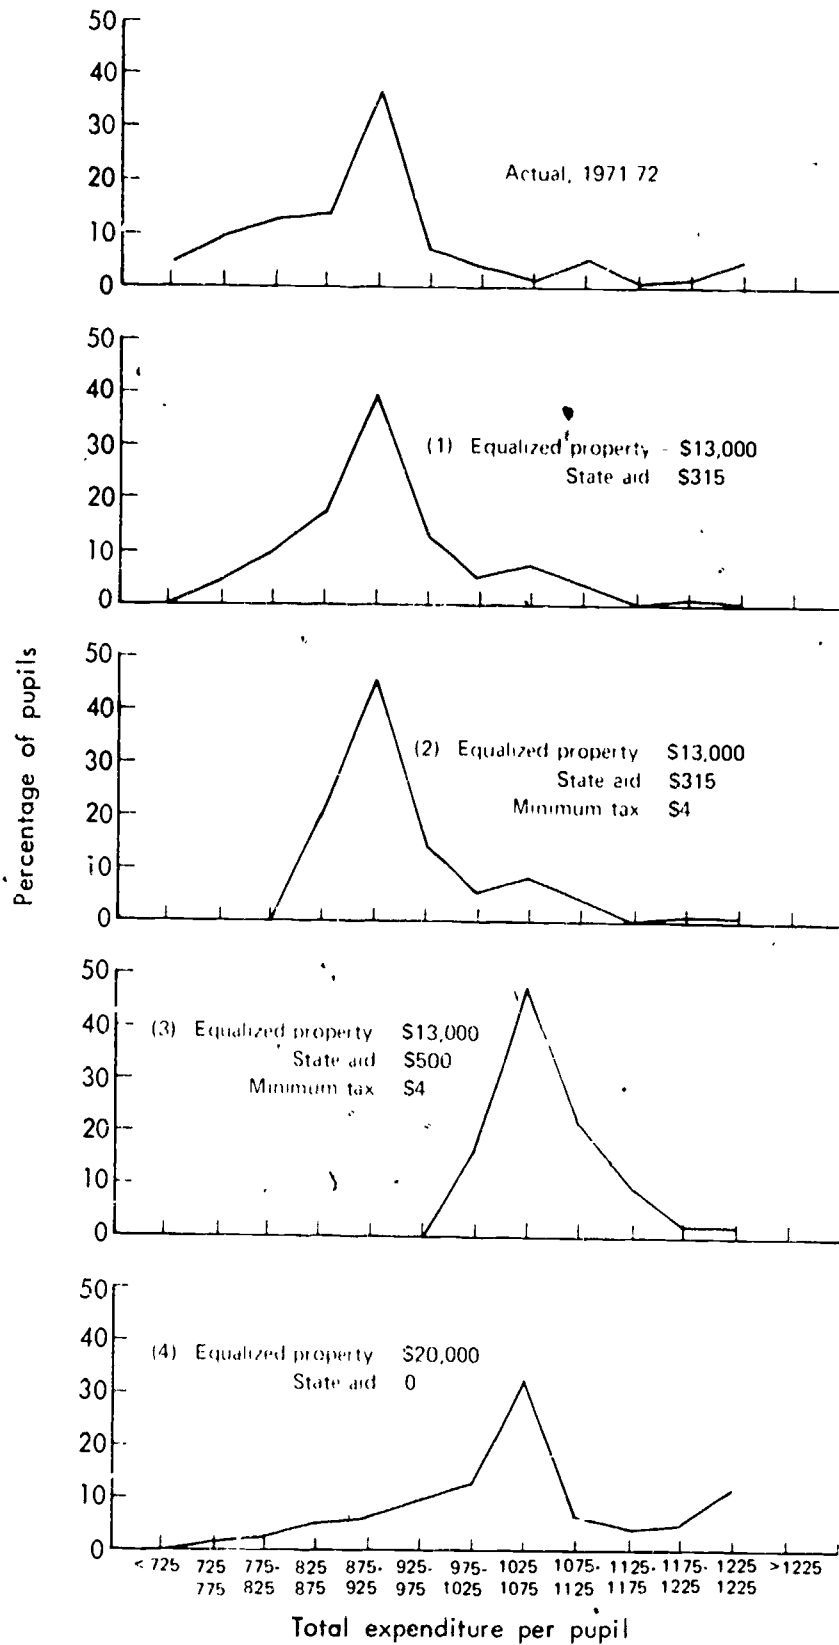 50
40
30
20
10
0
Actual, 1971 72
50
40
30
20
10
0
(1) Equalized property - $13,000
State aid $315
50
40
30
20
10
0
(2) Equalized property $13,000
State aid $315
Minimum tax $4
Percentage of pupils
50
40
30
20
10
0
(3) Equalized property $13,000
State aid $500
Minimum tax $4
50
40
30
20
10
0
(4) Equalized property $20,000
State aid 0
< 725 725 775- 825 875- 925- 975- 1025 1075- 1125- 1175- 1225 >1225
775 825 875 925 975 1025 1075 1125 1175 1225 1225
Total expenditure per pupil